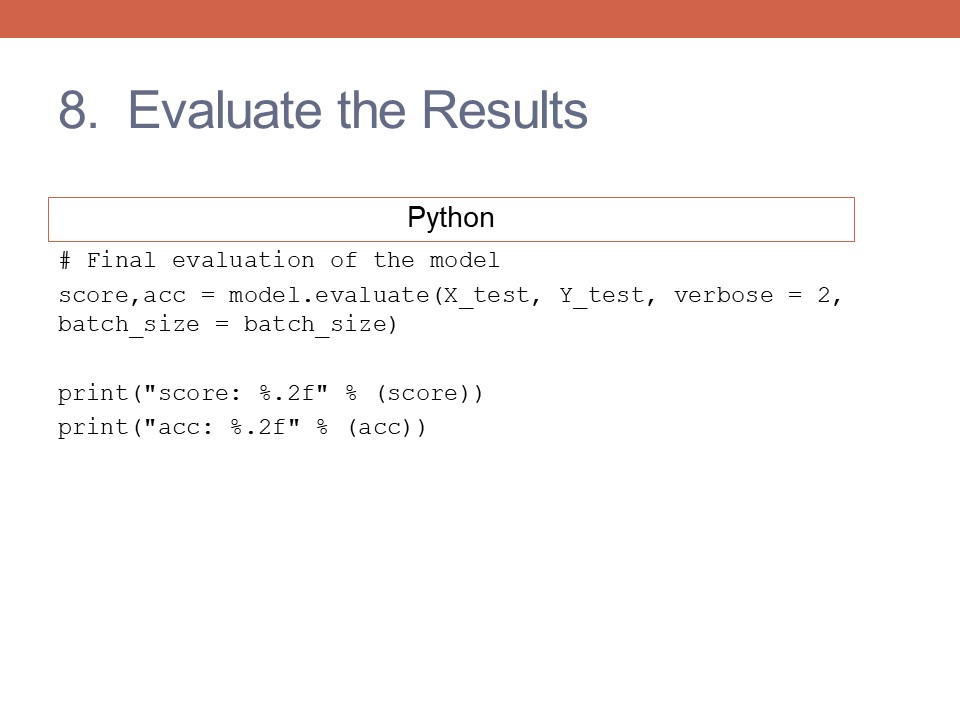 8. Evaluate the Results
Python
# Final evaluation of the model
score,acc = model.evaluate(X_test, Y_test, verbose = 2,
batch_size = batch_size)
print("score: %.2f" % (score))
print("acc: %.2f" % (acc))